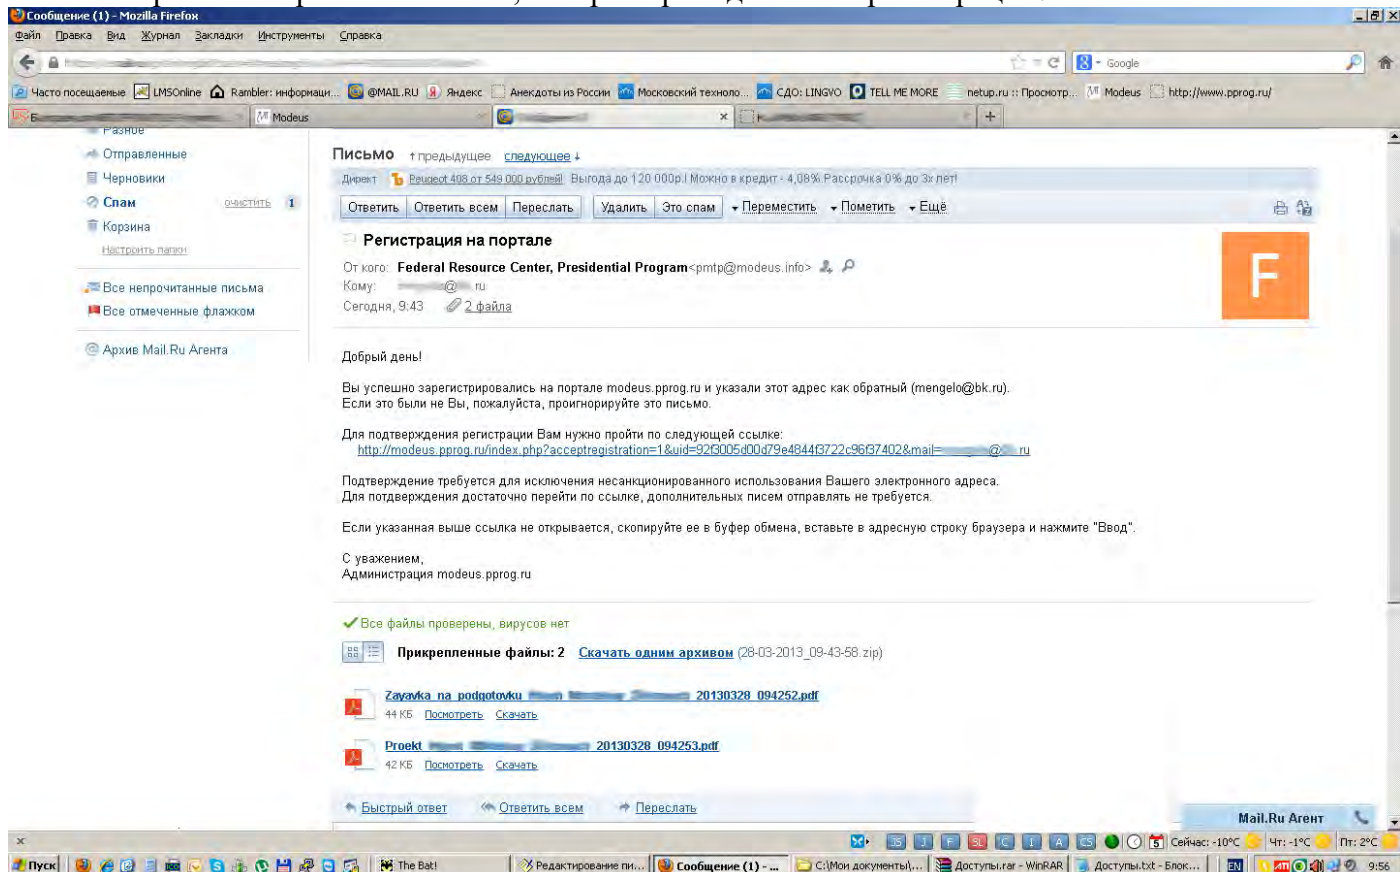 Сообщение (1) - Mozilla Firefox
Файл Правка Вид Журнал Закладки Инструменты Справка
Google
Часто посещаемые LMSOnline Rambler: информаци... @MAIL.RU Яндекс Анекдоты из России Московский техноло... СДО: LINGVO TELL ME MORE netup.ru :: Просмотр... Modeus http://www.pprog.ru/
Modeus
Разное
Отправленные
Черновики
Спам очистить 1
Корзина
Настроить папки
Все непрочитанные письма
Все отмеченные флажком
Архив Mail.Ru Агента
Письмо ↑ предыдущее следующее ↓
Директ Peugeot 408 от 549 000 рублей! Выгода до 120 000р.! Можно в кредит - 4,08% Рассрочка 0% до 3х лет!
Ответить Ответить всем Переслать Удалить Это спам Переместить Пометить Ещё
Регистрация на портале
От кого: Federal Resource Center, Presidential Program<pmtp@modeus.info>
Кому: @ ru
Сегодня, 9:43 2 файла
F
Добрый день!
Вы успешно зарегистрировались на портале modeus.pprog.ru и указали этот адрес как обратный (mengelo@bk.ru).
Если это были не Вы, пожалуйста, проигнорируйте это письмо.
Для подтверждения регистрации Вам нужно пройти по следующей ссылке:
http://modeus.pprog.ru/index.php?acceptregistration=1&uid=92f3005d00d79e4844f3722c96f37402&mail= @ ru
Подтверждение требуется для исключения несанкционированного использования Вашего электронного адреса.
Для потдверждения достаточно перейти по ссылке, дополнительных писем отправлять не требуется.
Если указанная выше ссылка не открывается, скопируйте ее в буфер обмена, вставьте в адресную строку браузера и нажмите "Ввод".
С уважением,
Администрация modeus.pprog.ru
Все файлы проверены, вирусов нет
Прикрепленные файлы: 2 Скачать одним архивом (28-03-2013_09-43-58.zip)
Zayavka_na_podgotovku 20130328_094252.pdf
44 КБ Посмотреть Скачать
Proekt 20130328_094253.pdf
42 КБ Посмотреть Скачать
Быстрый ответ Ответить всем Переслать
Mail.Ru Агент
x JS J F SL C I A CS 5 Сейчас: -10°C Чт: -1°C Пт: 2°C
Пуск The Bat! Редактирование пи... Сообщение (1) - ... C:\Мои документы\... Доступы.rar - WinRAR Доступы.txt - Блок... EN ATI 9:56